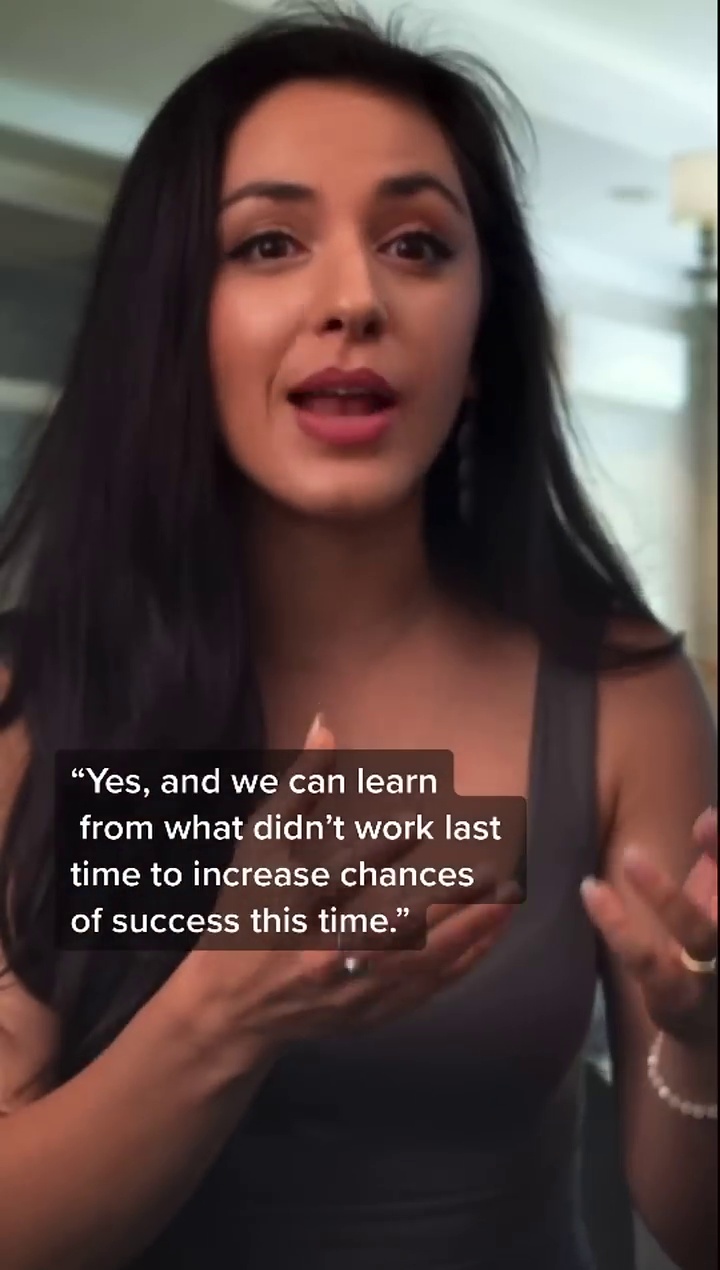 “Yes, and we can learn
from what didn’t work last
time to increase chances
of success this time.”